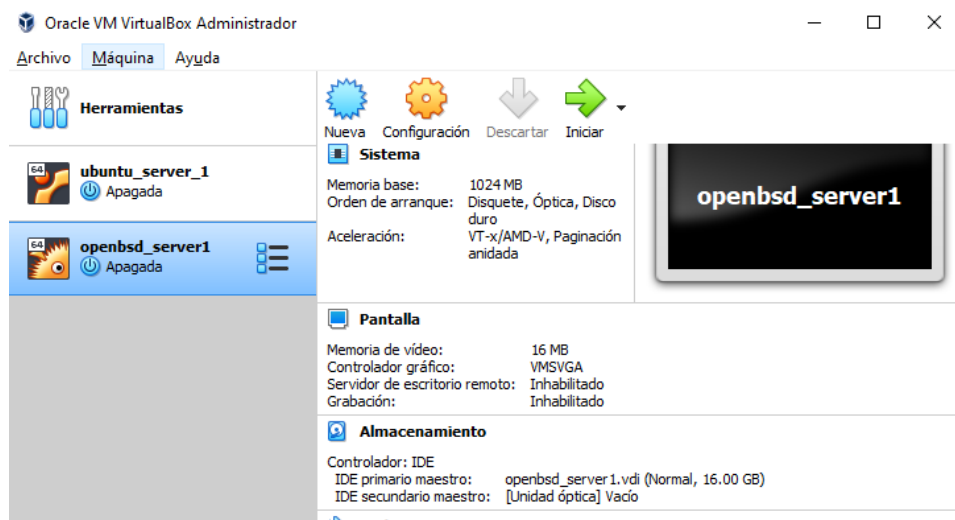 Oracle VM VirtualBox Administrador
Archivo Máquina Ayuda
Herramientas
64
ubuntu_server_1
Apagada
64
openbsd_server1
Apagada
Nueva Configuración Descartar Iniciar
Sistema
Memoria base: 1024 MB
Orden de arranque: Disquete, Óptica, Disco
duro
Aceleración: VT-x/AMD-V, Paginación
anidada
openbsd_server1
Pantalla
Memoria de vídeo: 16 MB
Controlador gráfico: VMSVGA
Servidor de escritorio remoto: Inhabilitado
Grabación: Inhabilitado
Almacenamiento
Controlador: IDE
IDE primario maestro: openbsd_server1.vdi (Normal, 16.00 GB)
IDE secundario maestro: [Unidad óptica] Vacío